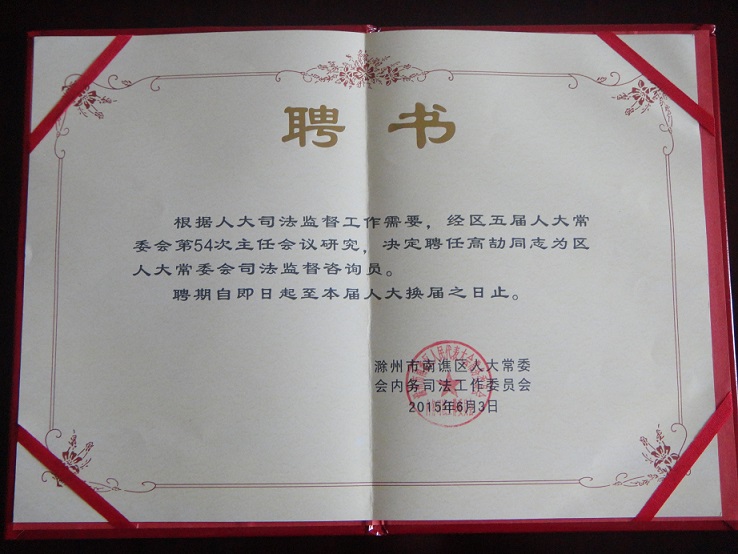 聘书
根据人大司法监督工作需要，经区五届人大常
委会第54次主任会议研究，决定聘任高劼同志为区
人大常委会司法监督咨询员。
聘期自即日起至本届人大换届之日止。
滁州市南谯区人大常委
会内务司法工作委员会
2015年6月3日